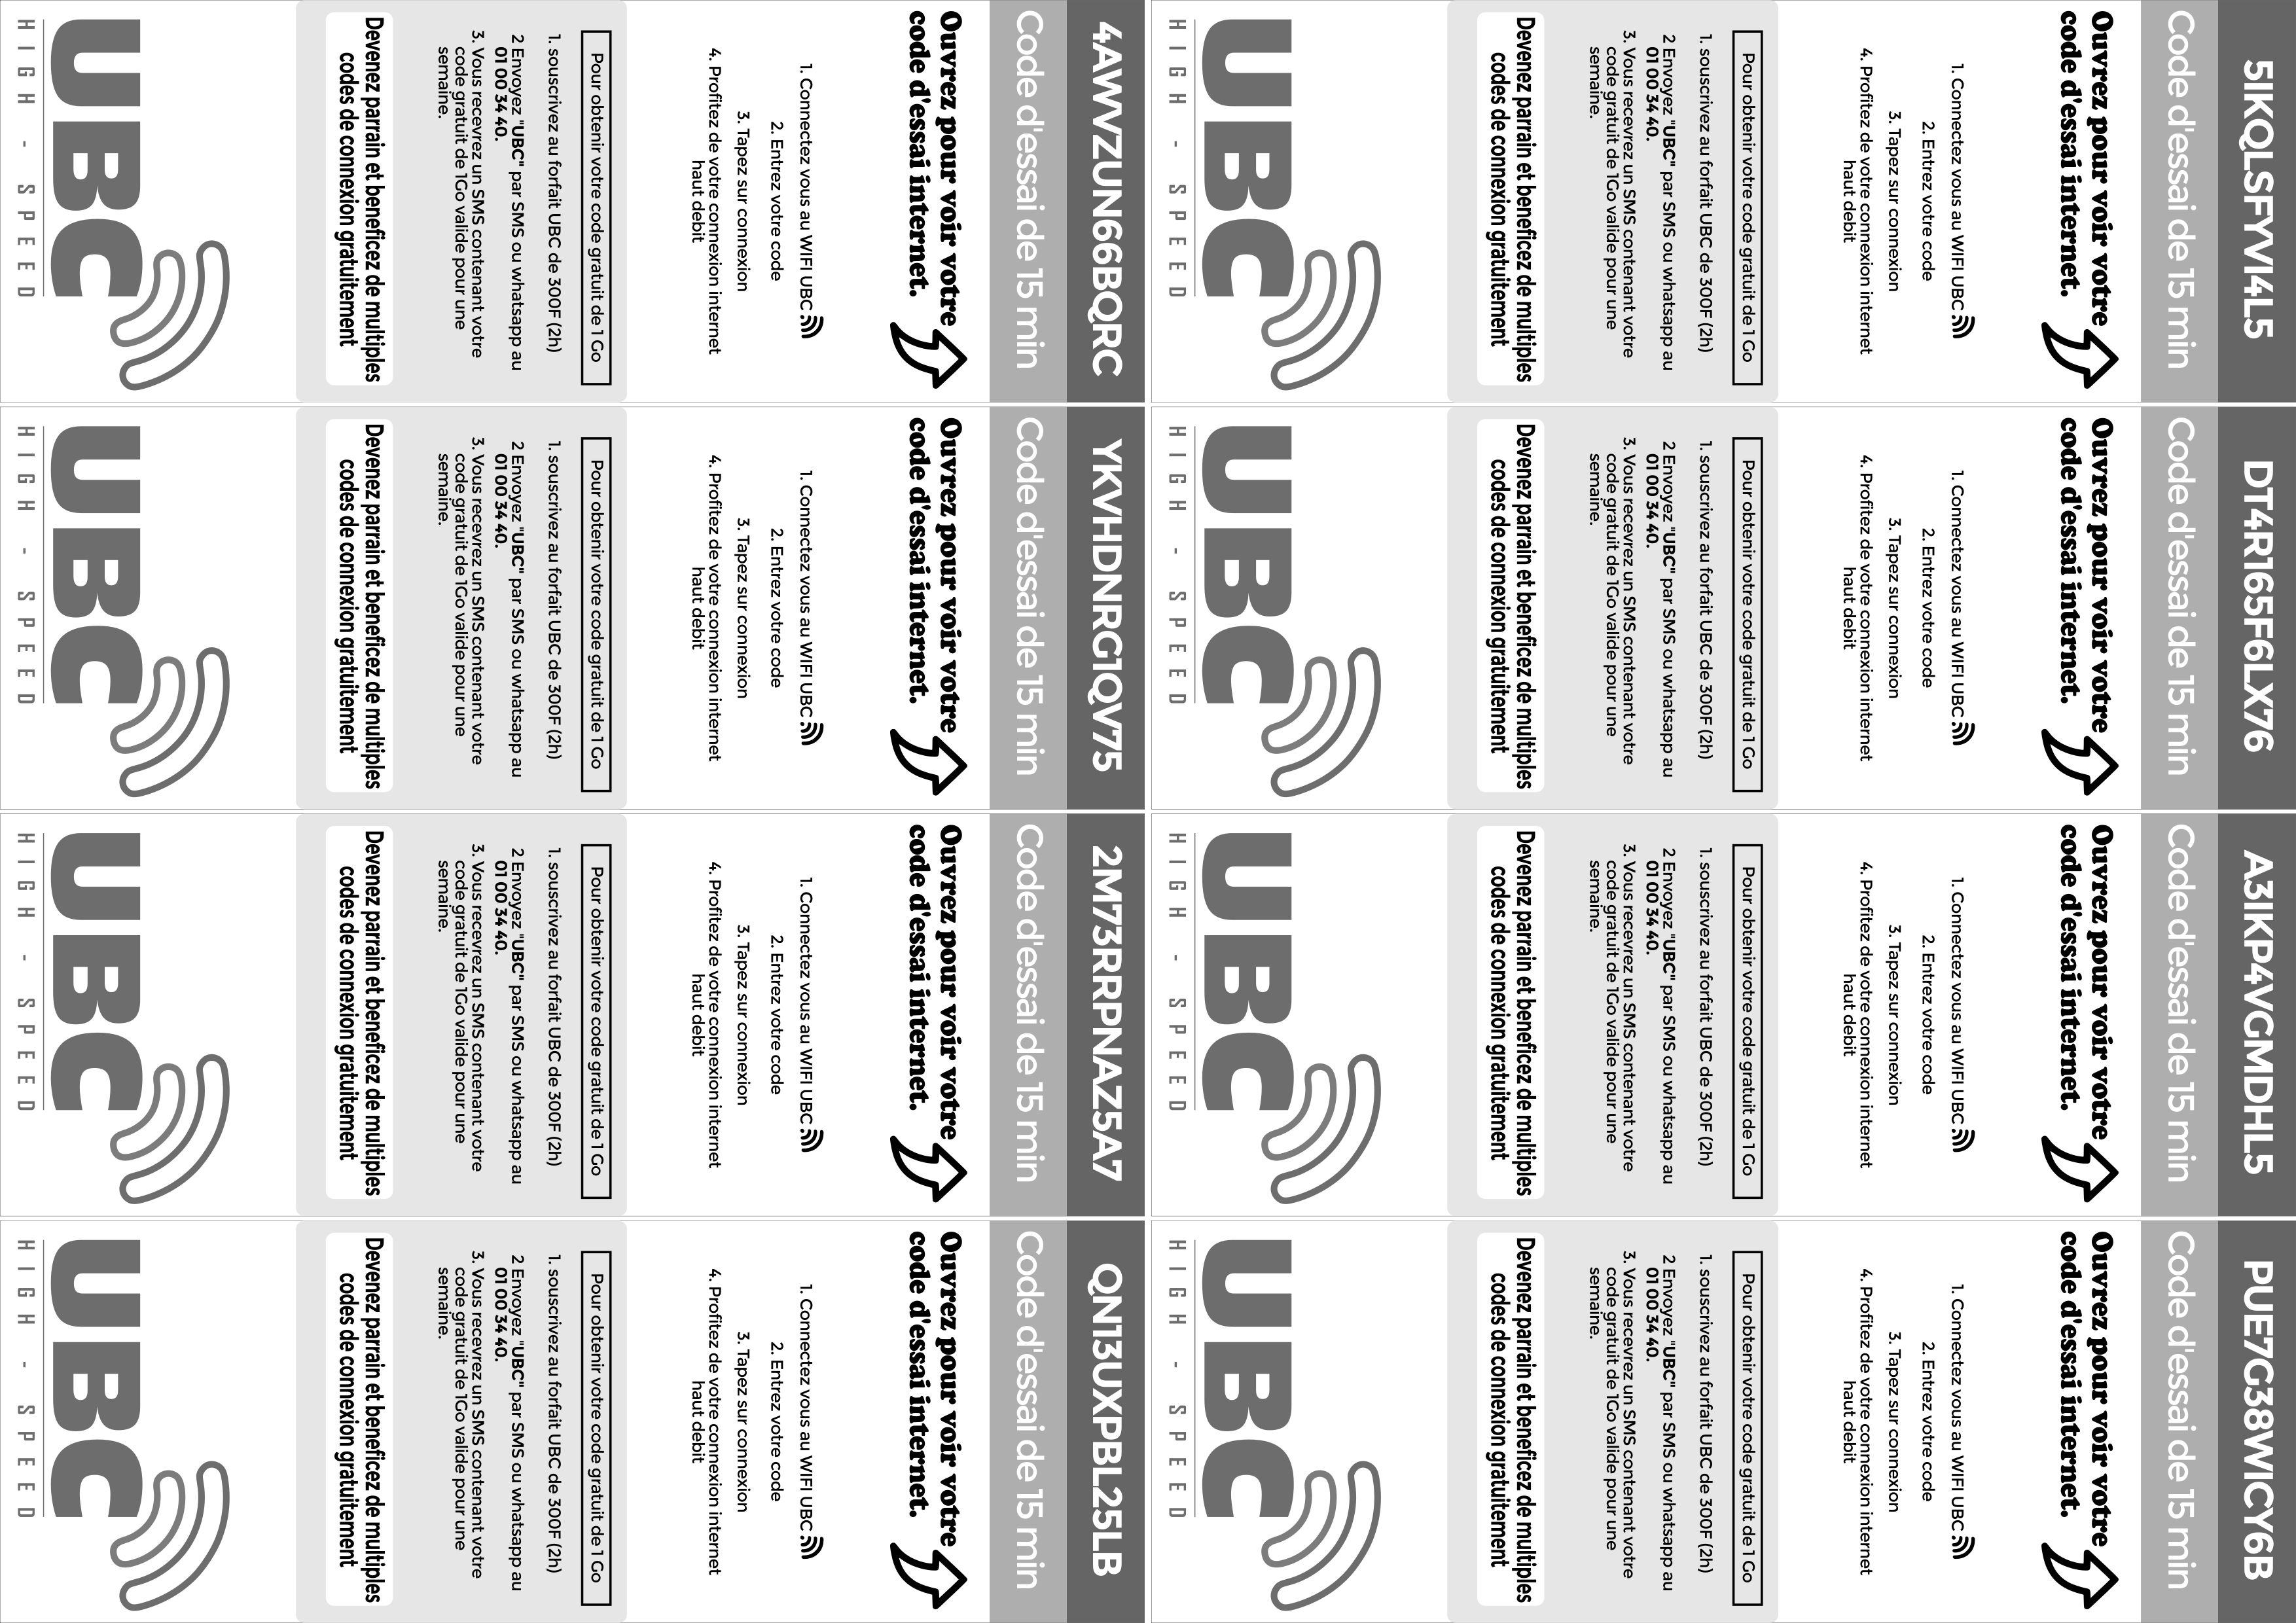 5IKQLSFYVI4L5
Code d'essai de 15 min
Ouvrez pour voir votre
code d'essai internet.
1. Connectez vous au WIFI UBC
2. Entrez votre code
3. Tapez sur connexion
4. Profitez de votre connexion internet
haut debit
Pour obtenir votre code gratuit de 1 Go
1. souscrivez au forfait UBC de 300F (2h)
2 Envoyez "UBC" par SMS ou whatsapp au
01 00 34 40.
3. Vous recevrez un SMS contenant votre
code gratuit de 1Go valide pour une
semaine.
Devenez parrain et beneficez de multiples
codes de connexion gratuitement
UBC
HIGH - SPEED
DT4R165F6LX76
Code d'essai de 15 min
Ouvrez pour voir votre
code d'essai internet.
1. Connectez vous au WIFI UBC
2. Entrez votre code
3. Tapez sur connexion
4. Profitez de votre connexion internet
haut debit
Pour obtenir votre code gratuit de 1 Go
1. souscrivez au forfait UBC de 300F (2h)
2 Envoyez "UBC" par SMS ou whatsapp au
01 00 34 40.
3. Vous recevrez un SMS contenant votre
code gratuit de 1Go valide pour une
semaine.
Devenez parrain et beneficez de multiples
codes de connexion gratuitement
UBC
HIGH - SPEED
A3IKP4VGMDHL5
Code d'essai de 15 min
Ouvrez pour voir votre
code d'essai internet.
1. Connectez vous au WIFI UBC
2. Entrez votre code
3. Tapez sur connexion
4. Profitez de votre connexion internet
haut debit
Pour obtenir votre code gratuit de 1 Go
1. souscrivez au forfait UBC de 300F (2h)
2 Envoyez "UBC" par SMS ou whatsapp au
01 00 34 40.
3. Vous recevrez un SMS contenant votre
code gratuit de 1Go valide pour une
semaine.
Devenez parrain et beneficez de multiples
codes de connexion gratuitement
UBC
HIGH - SPEED
PUE7G38WICY6B
Code d'essai de 15 min
Ouvrez pour voir votre
code d'essai internet.
1. Connectez vous au WIFI UBC
2. Entrez votre code
3. Tapez sur connexion
4. Profitez de votre connexion internet
haut debit
Pour obtenir votre code gratuit de 1 Go
1. souscrivez au forfait UBC de 300F (2h)
2 Envoyez "UBC" par SMS ou whatsapp au
01 00 34 40.
3. Vous recevrez un SMS contenant votre
code gratuit de 1Go valide pour une
semaine.
Devenez parrain et beneficez de multiples
codes de connexion gratuitement
UBC
HIGH - SPEED
4AWVZUN66BQRC
Code d'essai de 15 min
Ouvrez pour voir votre
code d'essai internet.
1. Connectez vous au WIFI UBC
2. Entrez votre code
3. Tapez sur connexion
4. Profitez de votre connexion internet
haut debit
Pour obtenir votre code gratuit de 1 Go
1. souscrivez au forfait UBC de 300F (2h)
2 Envoyez "UBC" par SMS ou whatsapp au
01 00 34 40.
3. Vous recevrez un SMS contenant votre
code gratuit de 1Go valide pour une
semaine.
Devenez parrain et beneficez de multiples
codes de connexion gratuitement
UBC
HIGH - SPEED
YKVHDNRG1QV75
Code d'essai de 15 min
Ouvrez pour voir votre
code d'essai internet.
1. Connectez vous au WIFI UBC
2. Entrez votre code
3. Tapez sur connexion
4. Profitez de votre connexion internet
haut debit
Pour obtenir votre code gratuit de 1 Go
1. souscrivez au forfait UBC de 300F (2h)
2 Envoyez "UBC" par SMS ou whatsapp au
01 00 34 40.
3. Vous recevrez un SMS contenant votre
code gratuit de 1Go valide pour une
semaine.
Devenez parrain et beneficez de multiples
codes de connexion gratuitement
UBC
HIGH - SPEED
2M73RRPNAZ5A7
Code d'essai de 15 min
Ouvrez pour voir votre
code d'essai internet.
1. Connectez vous au WIFI UBC
2. Entrez votre code
3. Tapez sur connexion
4. Profitez de votre connexion internet
haut debit
Pour obtenir votre code gratuit de 1 Go
1. souscrivez au forfait UBC de 300F (2h)
2 Envoyez "UBC" par SMS ou whatsapp au
01 00 34 40.
3. Vous recevrez un SMS contenant votre
code gratuit de 1Go valide pour une
semaine.
Devenez parrain et beneficez de multiples
codes de connexion gratuitement
UBC
HIGH - SPEED
QN13UXPBL25LB
Code d'essai de 15 min
Ouvrez pour voir votre
code d'essai internet.
1. Connectez vous au WIFI UBC
2. Entrez votre code
3. Tapez sur connexion
4. Profitez de votre connexion internet
haut debit
Pour obtenir votre code gratuit de 1 Go
1. souscrivez au forfait UBC de 300F (2h)
2 Envoyez "UBC" par SMS ou whatsapp au
01 00 34 40.
3. Vous recevrez un SMS contenant votre
code gratuit de 1Go valide pour une
semaine.
Devenez parrain et beneficez de multiples
codes de connexion gratuitement
UBC
HIGH - SPEED